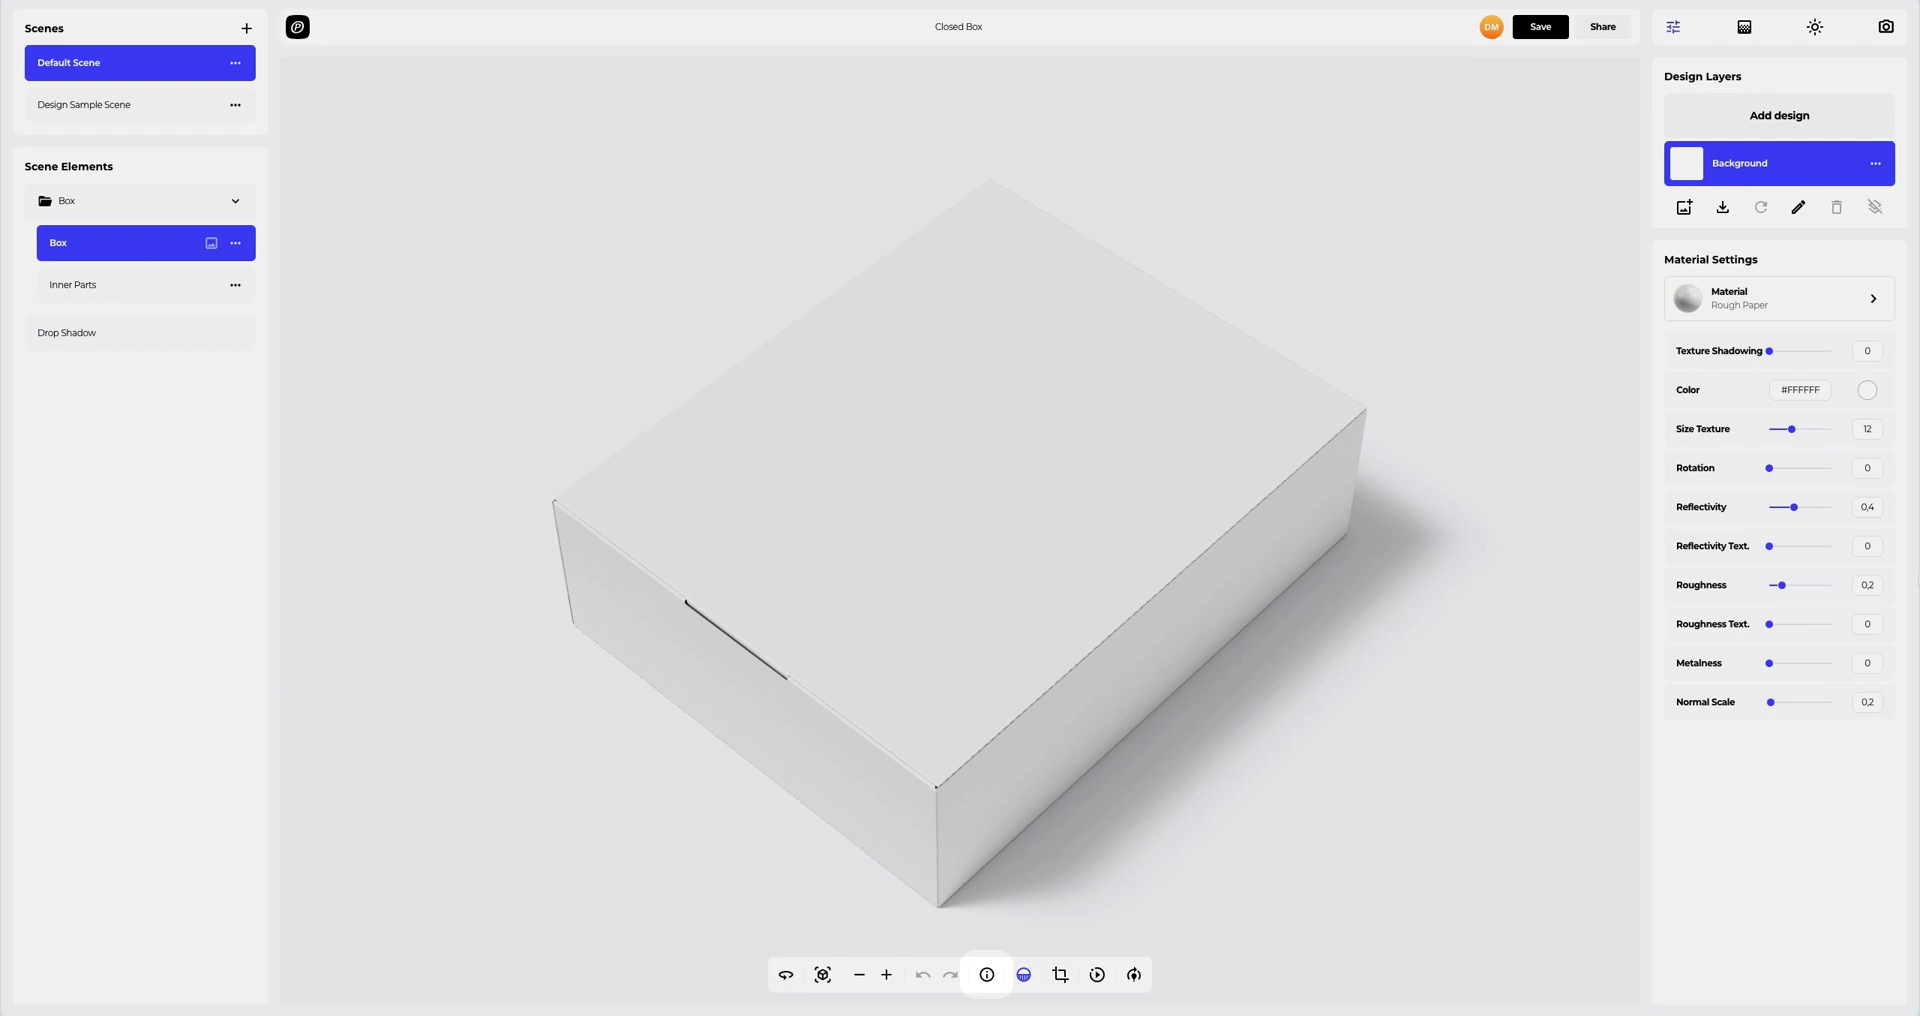 Scenes
Default Scene
Design Sample Scene
Scene Elements
Box
Box
Inner Parts
Drop Shadow
Closed Box
DM
Save
Share
Design Layers
Add design
Background
Material Settings
Material
Rough Paper
Texture Shadowing 0
Color #FFFFFF
Size Texture 12
Rotation 0
Reflectivity 0,4
Reflectivity Text. 0
Roughness 0,2
Roughness Text. 0
Metalness 0
Normal Scale 0,2